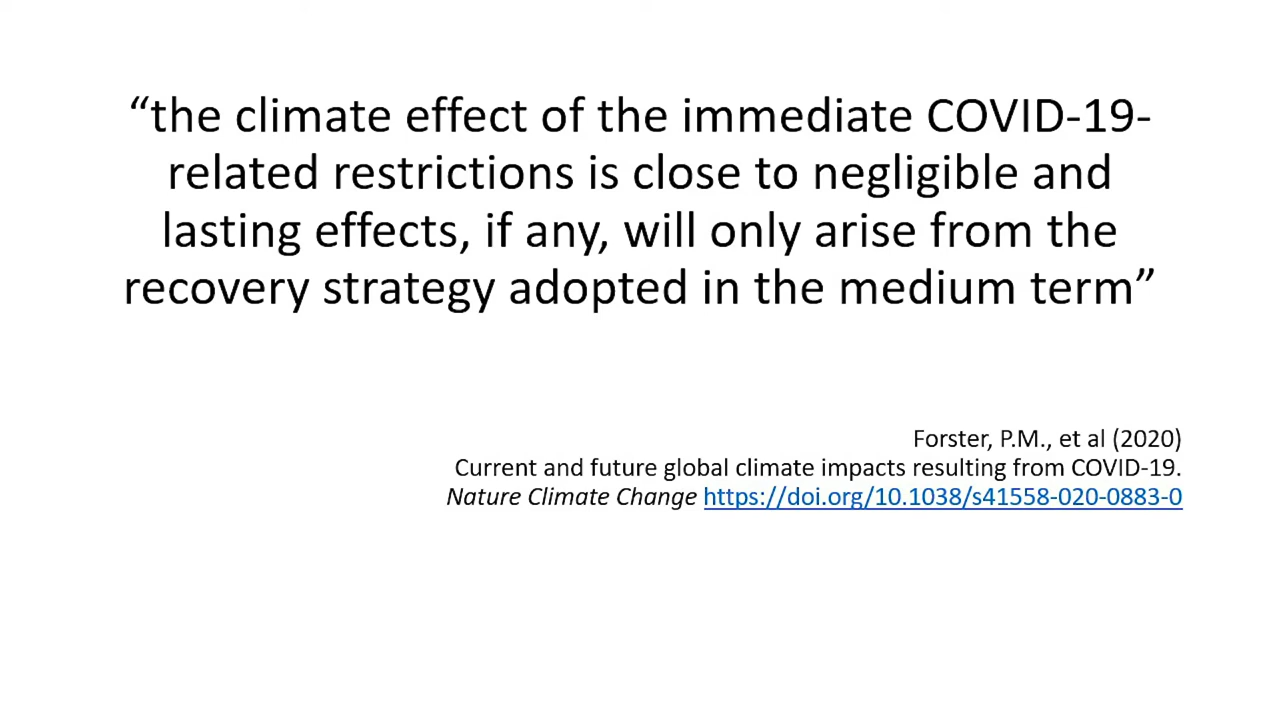 “the climate effect of the immediate COVID-19-
related restrictions is close to negligible and
lasting effects, if any, will only arise from the
recovery strategy adopted in the medium term”
Forster, P.M., et al (2020)
Current and future global climate impacts resulting from COVID-19.
Nature Climate Change https://doi.org/10.1038/s41558-020-0883-0